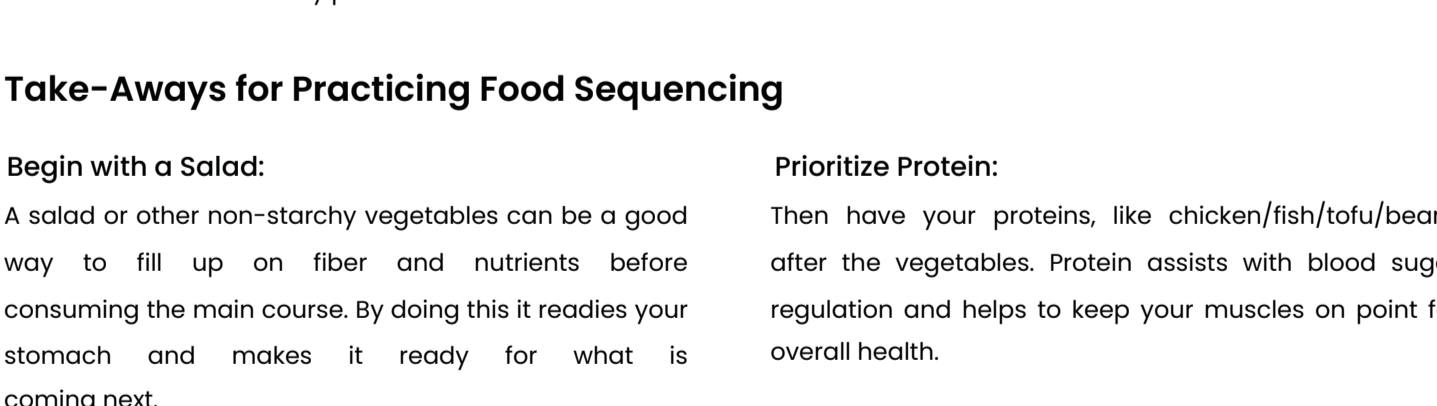 Take-Aways for Practicing Food Sequencing
Begin with a Salad:
A salad or other non-starchy vegetables can be a good
way to fill up on fiber and nutrients before
consuming the main course. By doing this it readies your
stomach and makes it ready for what is
coming next.
Prioritize Protein:
Then have your proteins, like
after the vegetables. Protein assists with blood
regulation and helps to keep your muscles on point
overall health.